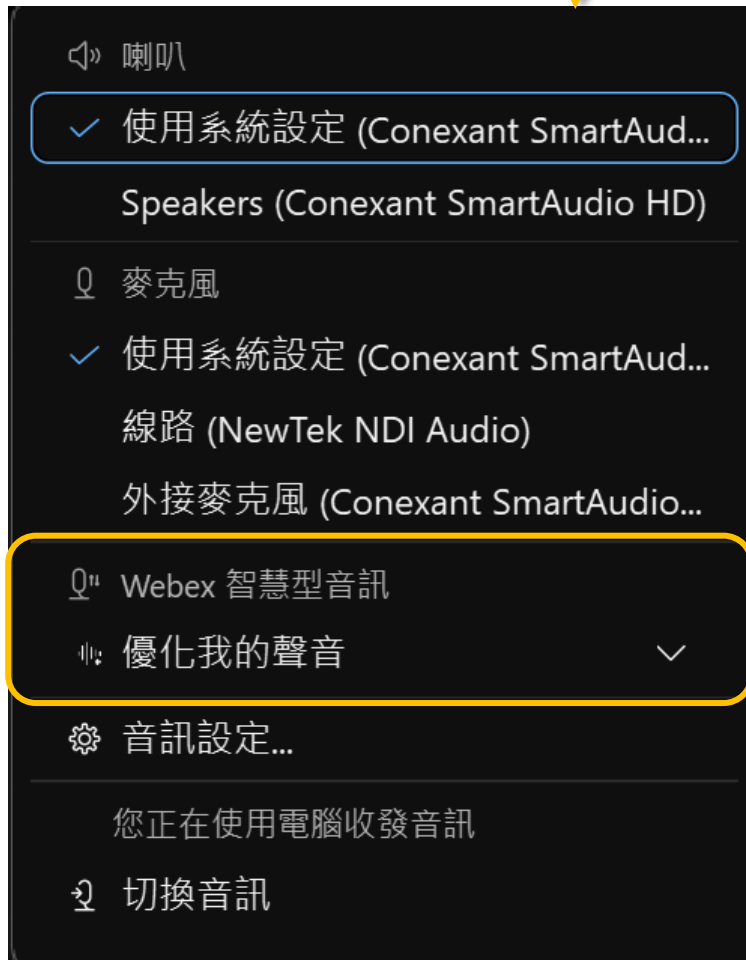 喇叭
使用系統設定 (Conexant SmartAud...
Speakers (Conexant SmartAudio HD)
麥克風
使用系統設定 (Conexant SmartAud...
線路 (NewTek NDI Audio)
外接麥克風 (Conexant SmartAudio...
Webex 智慧型音訊
優化我的聲音
音訊設定...
您正在使用電腦收發音訊
切換音訊